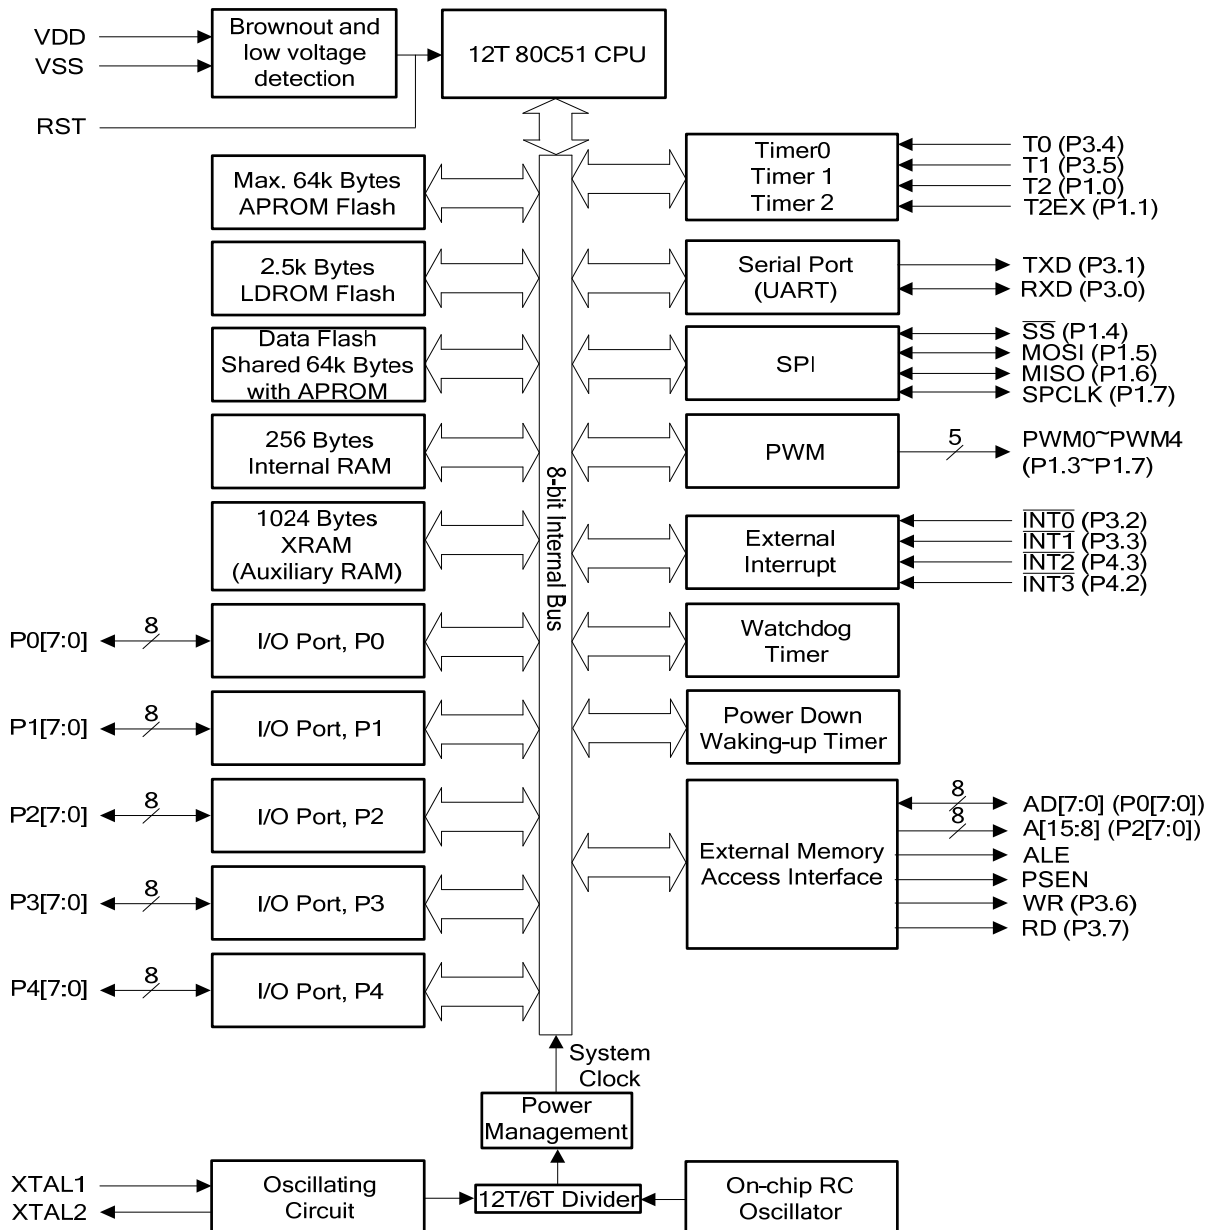 VDD
VSS
RST
Brownout and
low voltage
detection
12T 80C51 CPU
Max. 64k Bytes
APROM Flash
2.5k Bytes
LDROM Flash
Data Flash
Shared 64k Bytes
with APROM
256 Bytes
Internal RAM
1024 Bytes
XRAM
(Auxiliary RAM)
P0[7:0]
8
I/O Port, P0
P1[7:0]
8
I/O Port, P1
P2[7:0]
8
I/O Port, P2
P3[7:0]
8
I/O Port, P3
P4[7:0]
8
I/O Port, P4
8-bit Internal Bus
Timer0
Timer 1
Timer 2
T0 (P3.4)
T1 (P3.5)
T2 (P1.0)
T2EX (P1.1)
Serial Port
(UART)
TXD (P3.1)
RXD (P3.0)
SPI
SS (P1.4)
MOSI (P1.5)
MISO (P1.6)
SPCLK (P1.7)
PWM
5
PWM0~PWM4
(P1.3~P1.7)
External
Interrupt
INT0 (P3.2)
INT1 (P3.3)
INT2 (P4.3)
INT3 (P4.2)
Watchdog
Timer
Power Down
Waking-up Timer
External Memory
Access Interface
8
AD[7:0] (P0[7:0])
8
A[15:8] (P2[7:0])
ALE
PSEN
WR (P3.6)
RD (P3.7)
System
Clock
Power
Management
XTAL1
XTAL2
Oscillating
Circuit
12T/6T Divider
On-chip RC
Oscillator